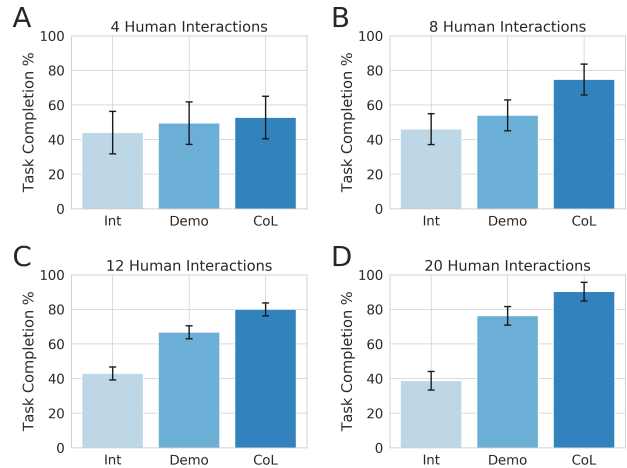 A
4 Human Interactions
Task Completion %
100
80
60
40
20
0
Int Demo CoL
B
8 Human Interactions
Task Completion %
100
80
60
40
20
0
Int Demo CoL
C
12 Human Interactions
Task Completion %
100
80
60
40
20
0
Int Demo CoL
D
20 Human Interactions
Task Completion %
100
80
60
40
20
0
Int Demo CoL